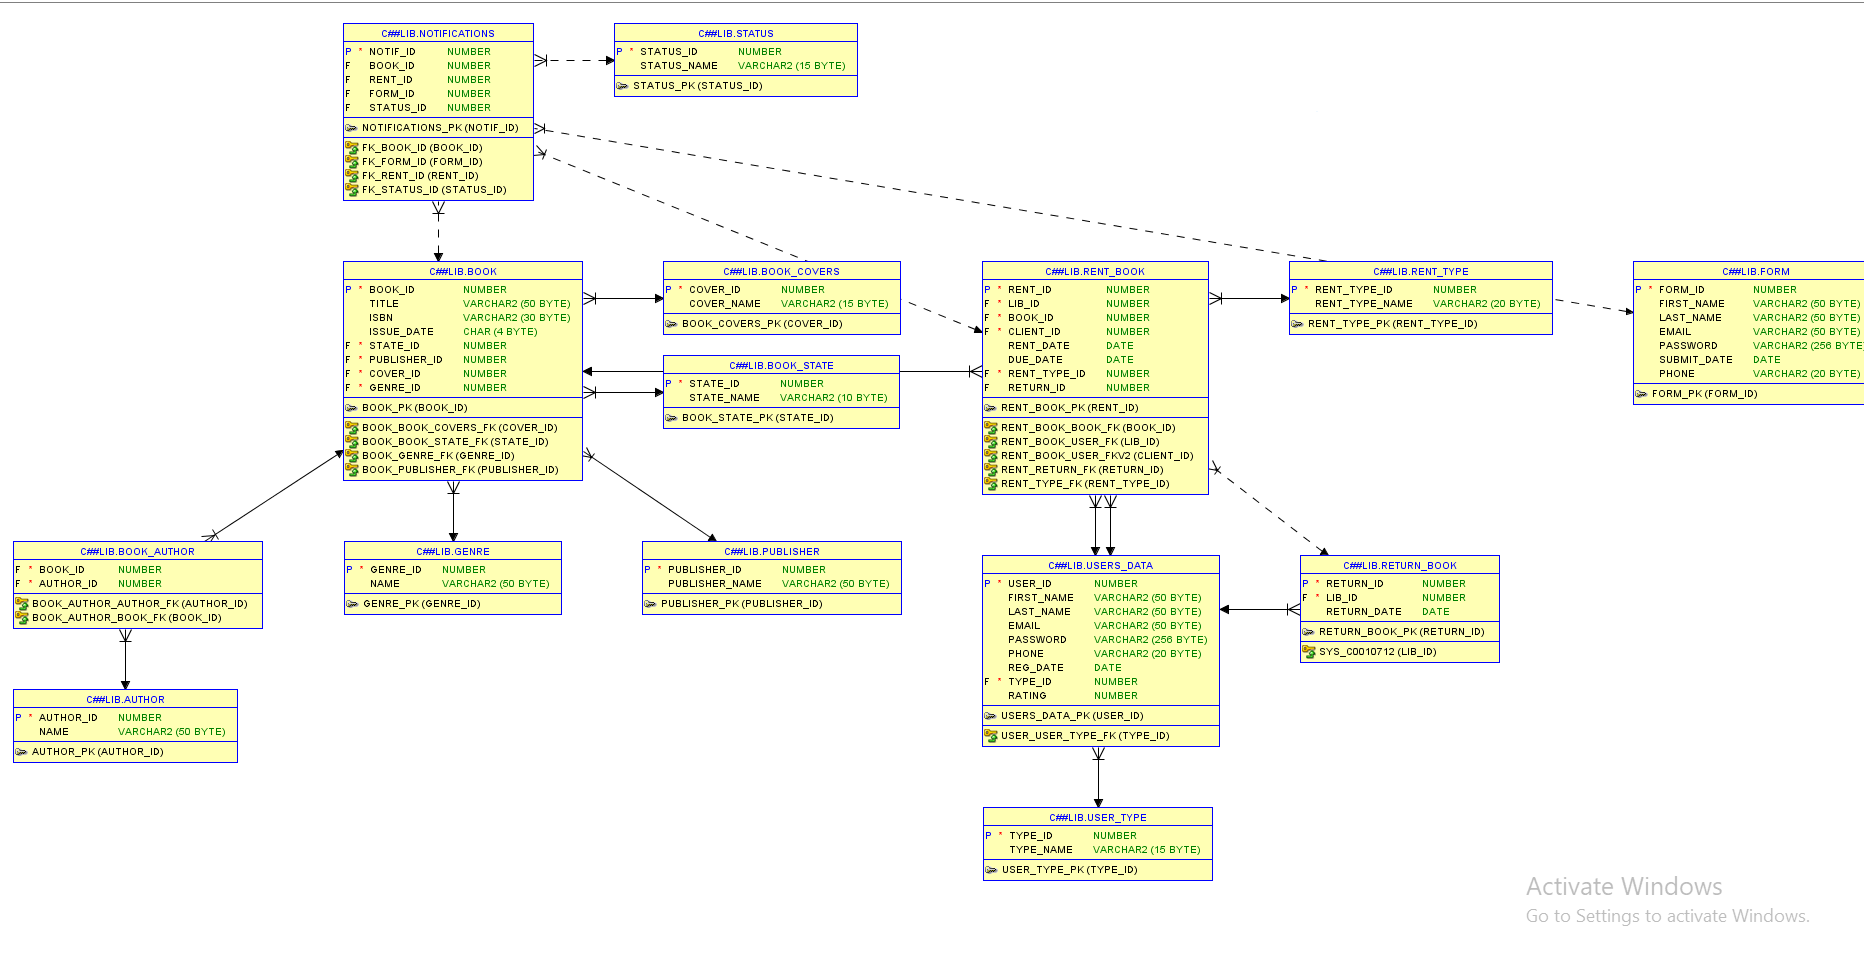 C##LIB.NOTIFICATIONS
P * NOTIF_ID NUMBER
F BOOK_ID NUMBER
F RENT_ID NUMBER
F FORM_ID NUMBER
F STATUS_ID NUMBER
NOTIFICATIONS_PK (NOTIF_ID)
FK_BOOK_ID (BOOK_ID)
FK_FORM_ID (FORM_ID)
FK_RENT_ID (RENT_ID)
FK_STATUS_ID (STATUS_ID)
C##LIB.STATUS
P * STATUS_ID NUMBER
STATUS_NAME VARCHAR2 (15 BYTE)
STATUS_PK (STATUS_ID)
C##LIB.BOOK
P * BOOK_ID NUMBER
TITLE VARCHAR2 (50 BYTE)
ISBN VARCHAR2 (30 BYTE)
ISSUE_DATE CHAR (4 BYTE)
F * STATE_ID NUMBER
F * PUBLISHER_ID NUMBER
F * COVER_ID NUMBER
F * GENRE_ID NUMBER
BOOK_PK (BOOK_ID)
BOOK_BOOK_COVERS_FK (COVER_ID)
BOOK_BOOK_STATE_FK (STATE_ID)
BOOK_GENRE_FK (GENRE_ID)
BOOK_PUBLISHER_FK (PUBLISHER_ID)
C##LIB.BOOK_COVERS
P * COVER_ID NUMBER
COVER_NAME VARCHAR2 (15 BYTE)
BOOK_COVERS_PK (COVER_ID)
C##LIB.BOOK_STATE
P * STATE_ID NUMBER
STATE_NAME VARCHAR2 (10 BYTE)
BOOK_STATE_PK (STATE_ID)
C##LIB.RENT_BOOK
P * RENT_ID NUMBER
F * LIB_ID NUMBER
F * BOOK_ID NUMBER
F * CLIENT_ID NUMBER
RENT_DATE DATE
DUE_DATE DATE
F * RENT_TYPE_ID NUMBER
F RETURN_ID NUMBER
RENT_BOOK_PK (RENT_ID)
RENT_BOOK_BOOK_FK (BOOK_ID)
RENT_BOOK_USER_FK (LIB_ID)
RENT_BOOK_USER_FKV2 (CLIENT_ID)
RENT_RETURN_FK (RETURN_ID)
RENT_TYPE_FK (RENT_TYPE_ID)
C##LIB.RENT_TYPE
P * RENT_TYPE_ID NUMBER
RENT_TYPE_NAME VARCHAR2 (20 BYTE)
RENT_TYPE_PK (RENT_TYPE_ID)
C##LIB.FORM
P * FORM_ID NUMBER
FIRST_NAME VARCHAR2 (50 BYTE)
LAST_NAME VARCHAR2 (50 BYTE)
EMAIL VARCHAR2 (50 BYTE)
PASSWORD VARCHAR2 (256 BYTE
SUBMIT_DATE DATE
PHONE VARCHAR2 (20 BYTE)
FORM_PK (FORM_ID)
C##LIB.BOOK_AUTHOR
F * BOOK_ID NUMBER
F * AUTHOR_ID NUMBER
BOOK_AUTHOR_AUTHOR_FK (AUTHOR_ID)
BOOK_AUTHOR_BOOK_FK (BOOK_ID)
C##LIB.GENRE
P * GENRE_ID NUMBER
NAME VARCHAR2 (50 BYTE)
GENRE_PK (GENRE_ID)
C##LIB.PUBLISHER
P * PUBLISHER_ID NUMBER
PUBLISHER_NAME VARCHAR2 (50 BYTE)
PUBLISHER_PK (PUBLISHER_ID)
C##LIB.USERS_DATA
P * USER_ID NUMBER
FIRST_NAME VARCHAR2 (50 BYTE)
LAST_NAME VARCHAR2 (50 BYTE)
EMAIL VARCHAR2 (50 BYTE)
PASSWORD VARCHAR2 (256 BYTE)
PHONE VARCHAR2 (20 BYTE)
REG_DATE DATE
F * TYPE_ID NUMBER
RATING NUMBER
USERS_DATA_PK (USER_ID)
USER_USER_TYPE_FK (TYPE_ID)
C##LIB.RETURN_BOOK
P * RETURN_ID NUMBER
F * LIB_ID NUMBER
RETURN_DATE DATE
RETURN_BOOK_PK (RETURN_ID)
SYS_C0010712 (LIB_ID)
C##LIB.AUTHOR
P * AUTHOR_ID NUMBER
NAME VARCHAR2 (50 BYTE)
AUTHOR_PK (AUTHOR_ID)
C##LIB.USER_TYPE
P * TYPE_ID NUMBER
TYPE_NAME VARCHAR2 (15 BYTE)
USER_TYPE_PK (TYPE_ID)
Activate Windows
Go to Settings to activate Windows.